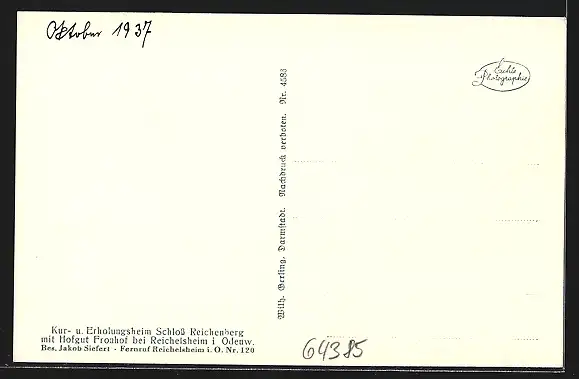 Oktober 1937
Echte
Photographie
Wilh. Gerling, Darmstadt. Nachdruck verboten. Nr. 4583
Kur- u. Erholungsheim Schloß Reichenberg
mit Hofgut Fronhof bei Reichelsheim i Odenw.
Bes. Jakob Siefert - Fernruf Reichelsheim i. O. Nr. 120
64385